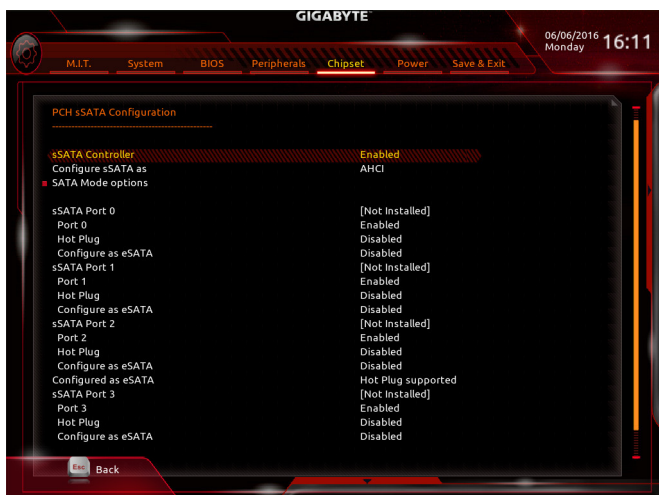 GIGABYTE
06/06/2016 16:11
Monday
M.I.T. System BIOS Peripherals Chipset Power Save & Exit
PCH sSATA Configuration
--------------------------------------------------
sSATA Controller Enabled
Configure sSATA as AHCI
SATA Mode options
sSATA Port 0 [Not Installed]
Port 0 Enabled
Hot Plug Disabled
Configure as eSATA Disabled
sSATA Port 1 [Not Installed]
Port 1 Enabled
Hot Plug Disabled
Configure as eSATA Disabled
sSATA Port 2 [Not Installed]
Port 2 Enabled
Hot Plug Disabled
Configure as eSATA Disabled
Configured as eSATA Hot Plug supported
sSATA Port 3 [Not Installed]
Port 3 Enabled
Hot Plug Disabled
Configure as eSATA Disabled
Esc Back